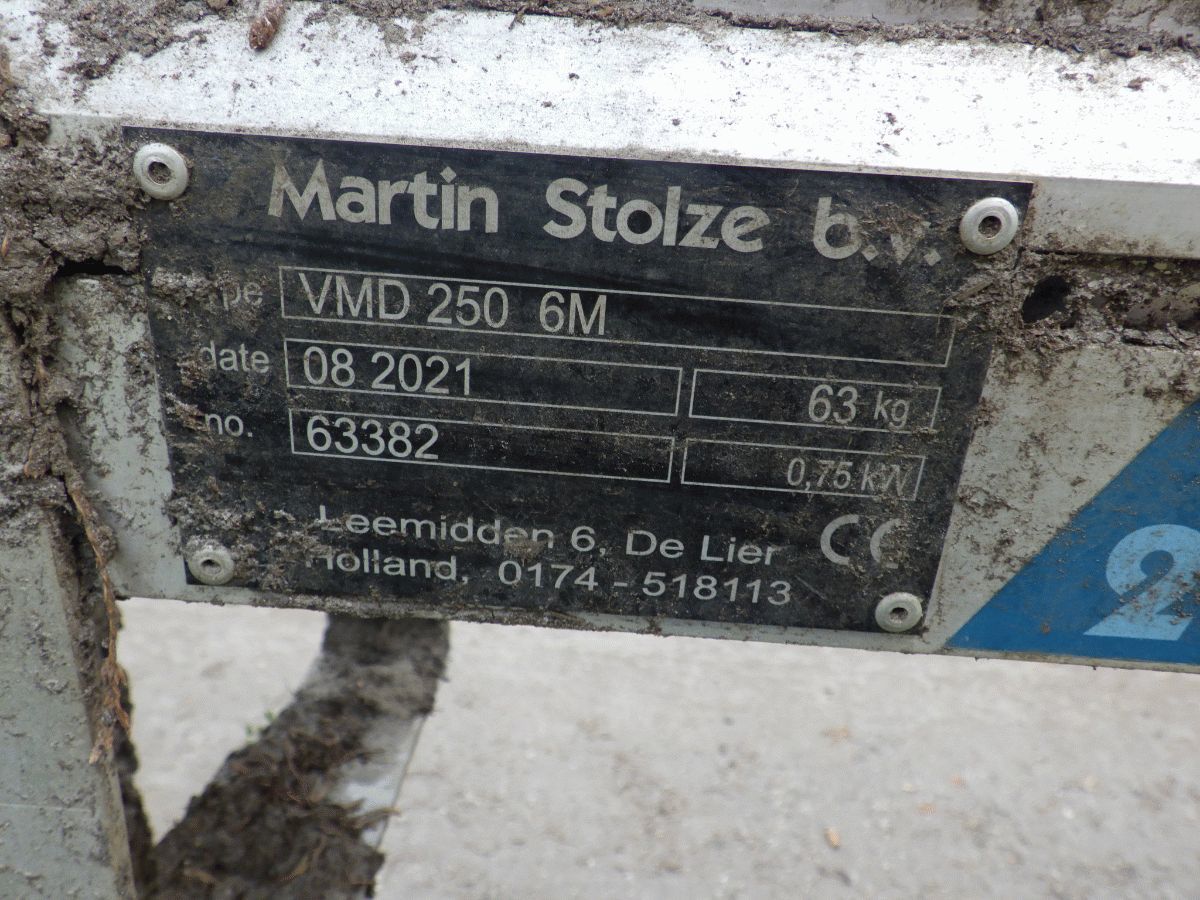 Martin Stolze b.v.
type VMD 250 6M
date 08 2021 63 kg
no. 63382 0,75 kW
Leemidden 6, De Lier CE
Holland, 0174 - 518113
2